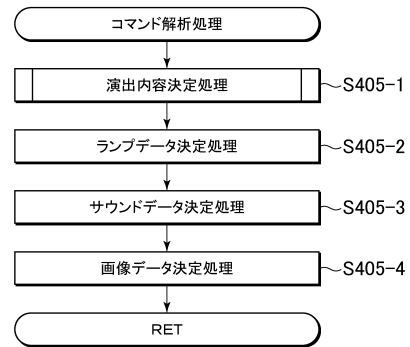 コマンド解析処理
演出内容決定処理
S405-1
ランプデータ決定処理
S405-2
サウンドデータ決定処理
S405-3
画像データ決定処理
S405-4
RET